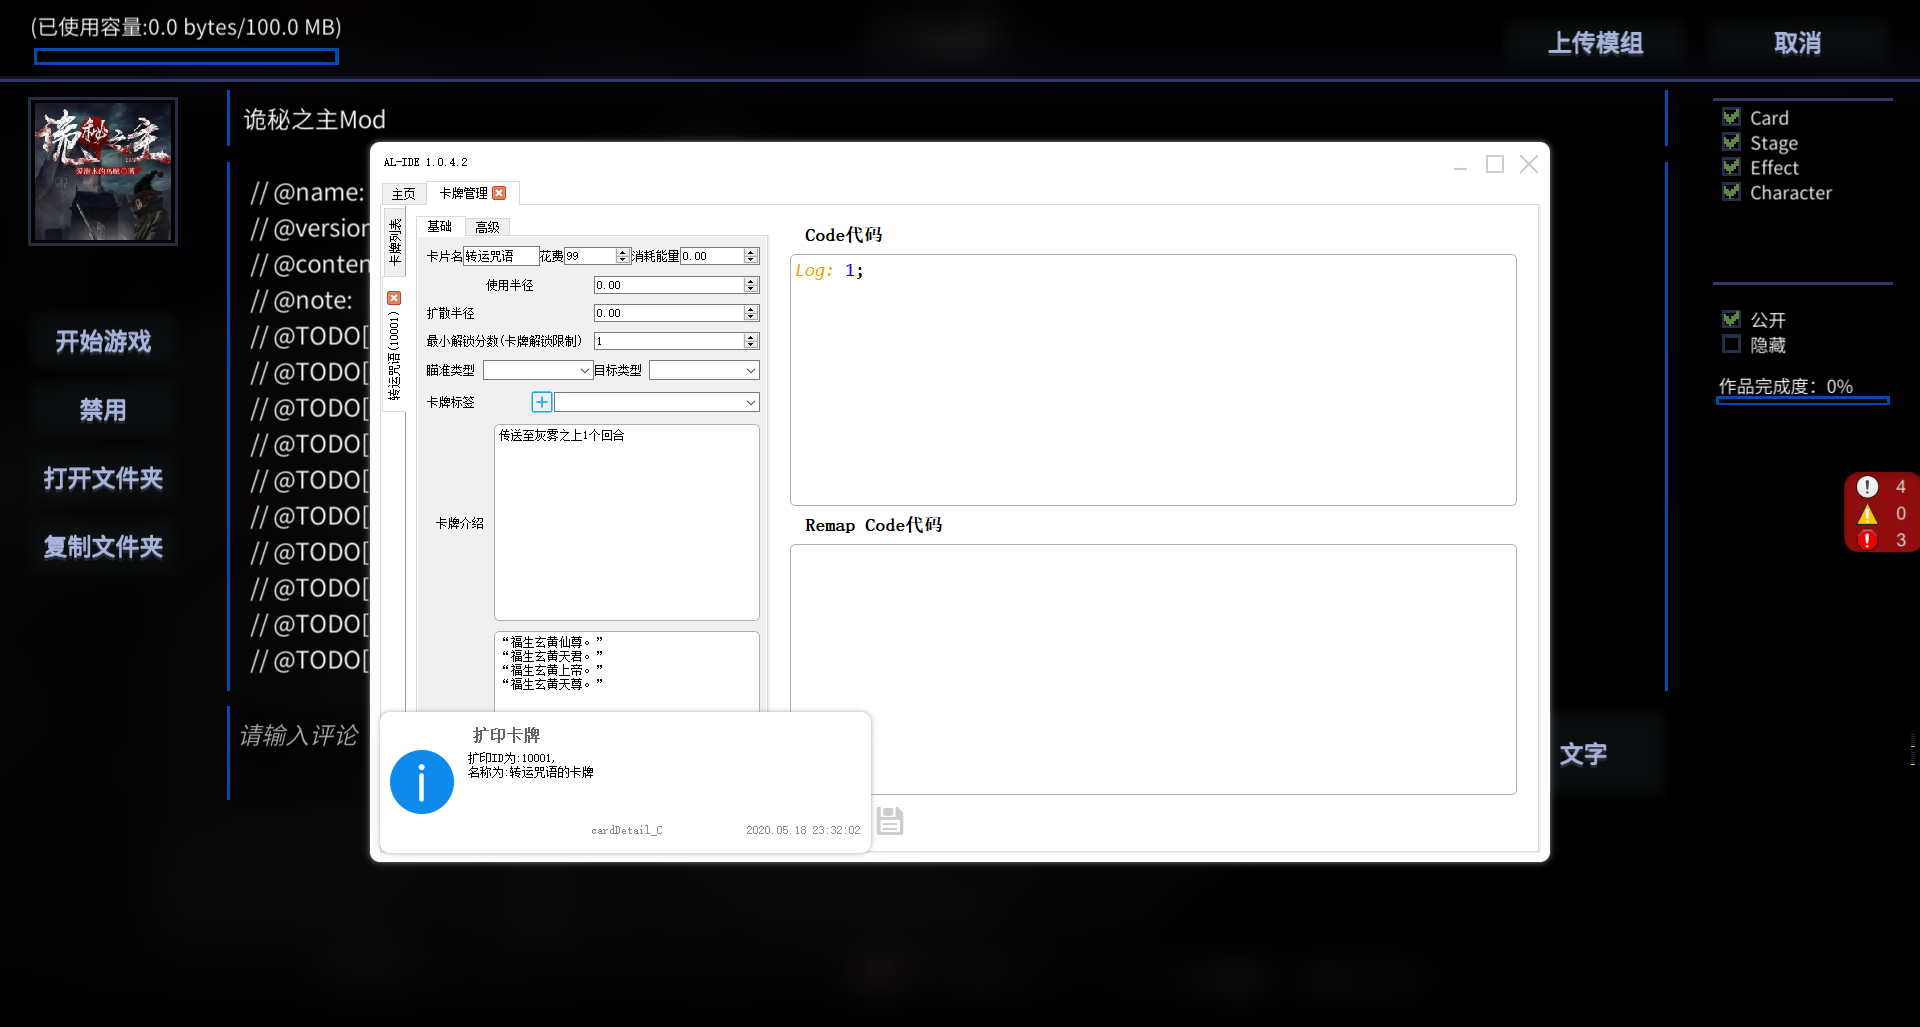 (已使用容量:0.0 bytes/100.0 MB)
上传模组
取消
诡秘之主
爱潜水的乌贼◎著
诡秘之主Mod
// @name:
// @version
// @conten
// @note:
// @TODO[
// @TODO[
// @TODO[
// @TODO[
// @TODO[
// @TODO[
// @TODO[
// @TODO[
// @TODO[
// @TODO[
请输入评论
开始游戏
禁用
打开文件夹
复制文件夹
AL-IDE 1.0.4.2
主页
卡牌管理
卡牌列表
转运咒语(10001)
基础
高级
卡片名 转运咒语 花费 99 消耗能量 0.00
使用半径 0.00
扩散半径 0.00
最小解锁分数(卡牌解锁限制) 1
瞄准类型 目标类型
卡牌标签
传送至灰雾之上1个回合
卡牌介绍
“福生玄黄仙尊。”
“福生玄黄天君。”
“福生玄黄上帝。”
“福生玄黄天尊。”
Code代码
Log: 1;
Remap Code代码
扩印卡牌
扩印ID为:10001,
名称为:转运咒语的卡牌
cardDetail_C
2020.05.18 23:32:02
文字
Card
Stage
Effect
Character
公开
隐藏
作品完成度：0%
4
0
3